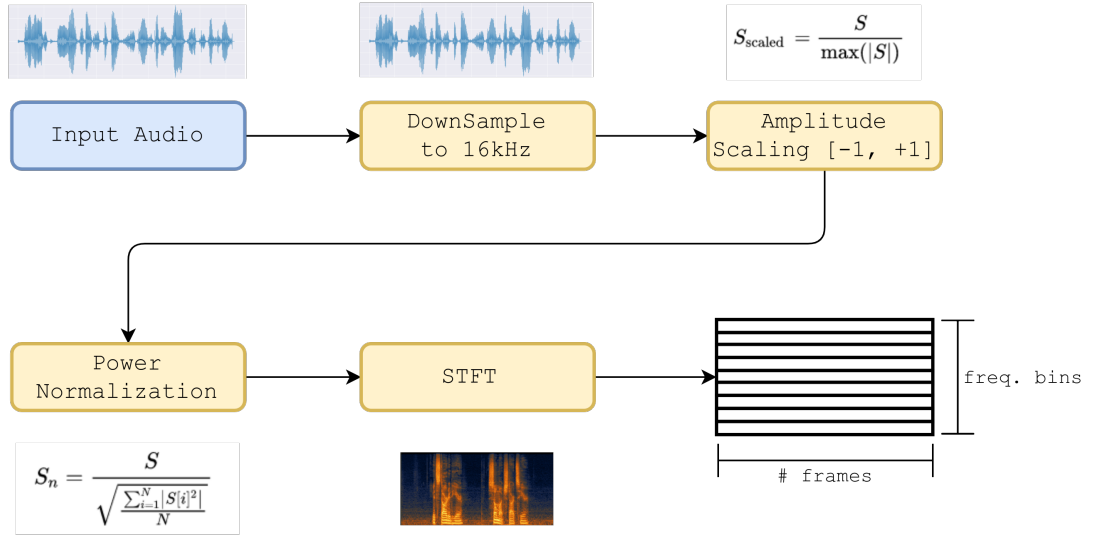 S_scaled = S / max(|S|)
Input Audio
DownSample
to 16kHz
Amplitude
Scaling [-1, +1]
Power
Normalization
STFT
freq. bins
# frames
S_n = S / √(∑_{i=1}^{N} |S[i]^2| / N)